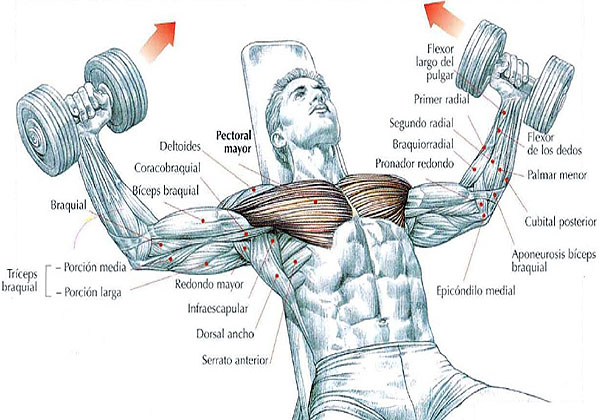 Pectoral
mayor
Deltoides
Coracobraquial
Bíceps braquial
Braquial
Tríceps
braquial
– Porción media
– Porción larga
Redondo mayor
Infraescapular
Dorsal ancho
Serrato anterior
Flexor
largo del
pulgar
Primer radial
Segundo radial
Braquiorradial
Pronador redondo
Flexor
de los dedos
Palmar menor
Cubital posterior
Aponeurosis bíceps
braquial
Epicóndilo medial